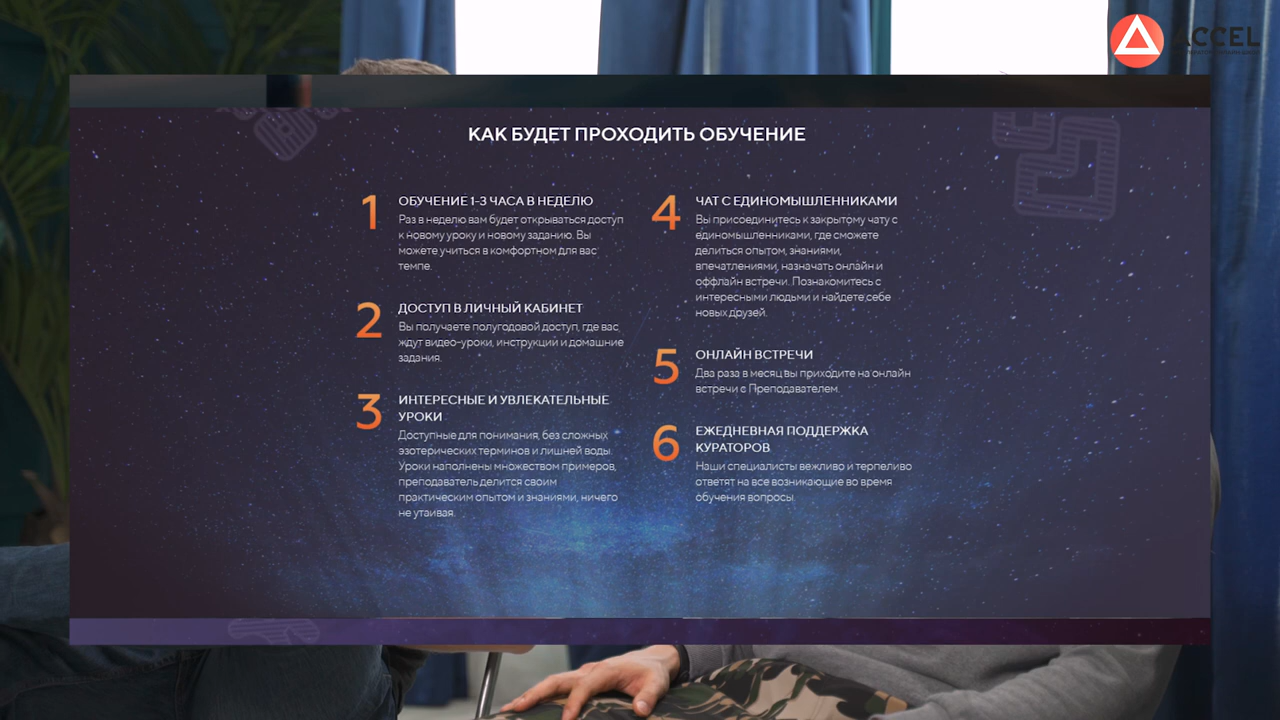 ACCEL
КАК БУДЕТ ПРОХОДИТЬ ОБУЧЕНИЕ
1
ОБУЧЕНИЕ 1-3 ЧАСА В НЕДЕЛЮ
Раз в неделю вам будет открываться доступ
к новому уроку и новому заданию. Вы
можете учиться в комфортном для вас
темпе.
2
ДОСТУП В ЛИЧНЫЙ КАБИНЕТ
Вы получаете полугодовой доступ, где вас
ждут видео-уроки, инструкции и домашние
задания.
3
ИНТЕРЕСНЫЕ И УВЛЕКАТЕЛЬНЫЕ
УРОКИ
Доступные для понимания, без сложных
эзотерических терминов и лишней воды.
Уроки наполнены множеством примеров,
преподаватель делится своим
практическим опытом и знаниями, ничего
не утаивая.
4
ЧАТ С ЕДИНОМЫШЛЕННИКАМИ
Вы присоединитесь к закрытому чату с
единомышленниками, где сможете
делиться опытом, знаниями,
впечатлениями, назначать онлайн и
оффлайн встречи. Познакомитесь с
интересными людьми и найдете себе
новых друзей.
5
ОНЛАЙН ВСТРЕЧИ
Два раза в месяц вы приходите на онлайн
встречи с Преподавателем.
6
ЕЖЕДНЕВНАЯ ПОДДЕРЖКА
КУРАТОРОВ
Наши специалисты вежливо и терпеливо
ответят на все возникающие во время
обучения вопросы.